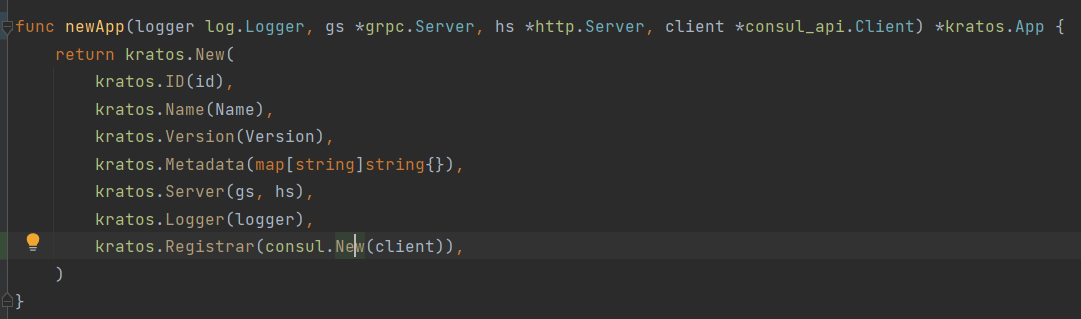 func newApp(logger log.Logger, gs *grpc.Server, hs *http.Server, client *consul_api.Client) *kratos.App {
    return kratos.New(
        kratos.ID(id),
        kratos.Name(Name),
        kratos.Version(Version),
        kratos.Metadata(map[string]string{}),
        kratos.Server(gs, hs),
        kratos.Logger(logger),
        kratos.Registrar(consul.New(client)),
    )
}